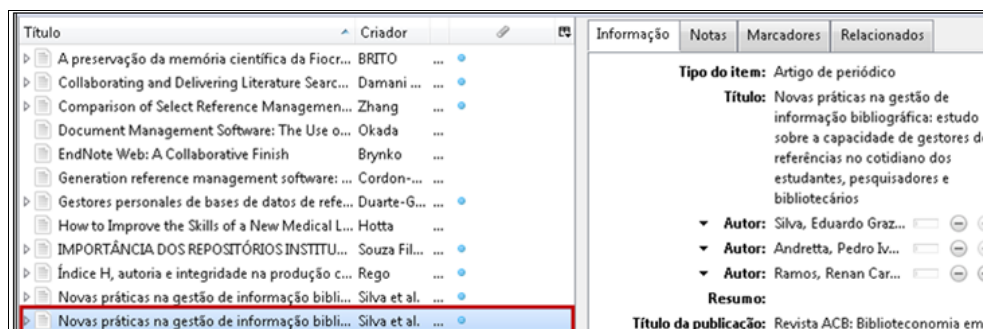 Título Criador
A preservação da memória científica da Fiocr... BRITO ...
Collaborating and Delivering Literature Searc... Damani ... ...
Comparison of Select Reference Managemen... Zhang ...
Document Management Software: The Use o... Okada ...
EndNote Web: A Collaborative Finish Brynko ...
Generation reference management software: ... Cordon-... ...
Gestores personales de bases de datos de refe... Duarte-G... ...
How to Improve the Skills of a New Medical L... Hotta ...
IMPORTÂNCIA DOS REPOSITÓRIOS INSTITU... Souza Fil... ...
Índice H, autoria e integridade na produção c... Rego ...
Novas práticas na gestão de informação bibli... Silva et al. ...
Novas práticas na gestão de informação bibli... Silva et al. ...
Informação Notas Marcadores Relacionados
Tipo do item: Artigo de periódico
Título: Novas práticas na gestão de
informação bibliográfica: estudo
sobre a capacidade de gestores de
referências no cotidiano dos
estudantes, pesquisadores e
bibliotecários
Autor: Silva, Eduardo Graz...
Autor: Andretta, Pedro Iv...
Autor: Ramos, Renan Car...
Resumo:
Título da publicação: Revista ACB: Biblioteconomia em